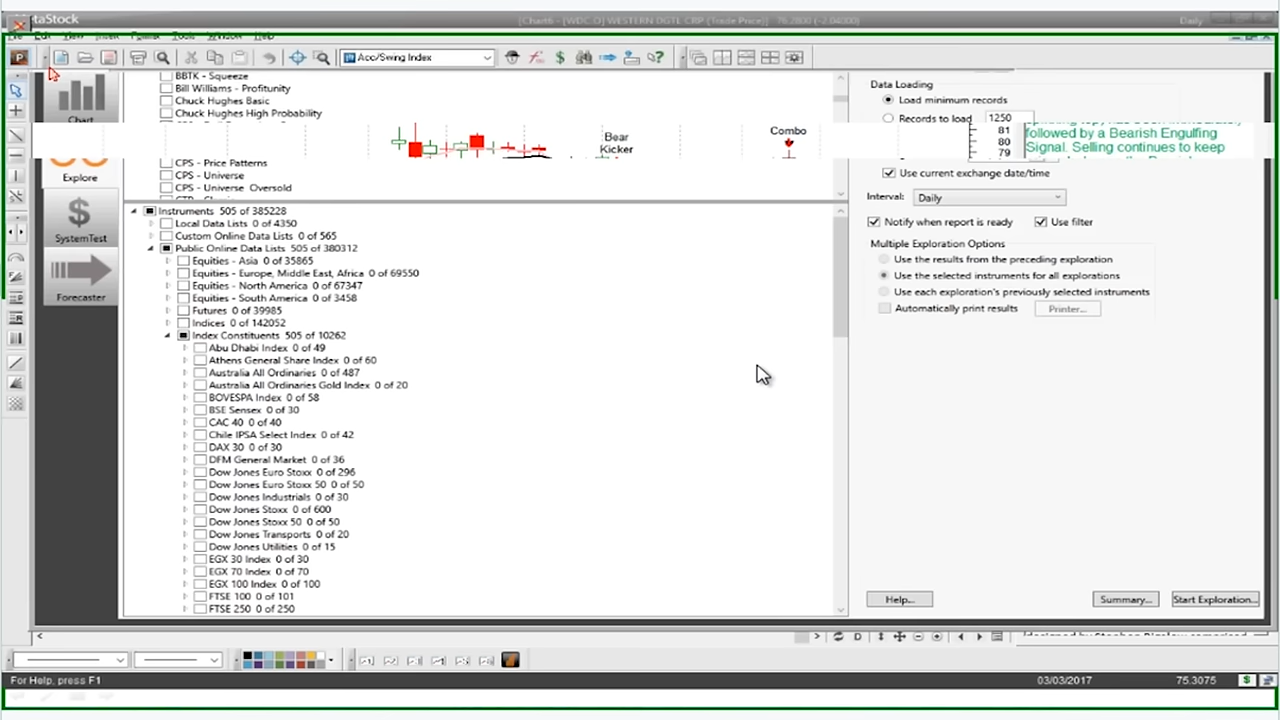 [Chart6 - [WDC.O] WESTERN DGTL CRP (Trade Price)] 76.2800 (-2.04000)
Daily
Acc/Swing Index
BBTK - Squeeze
Bill Williams - Profitunity
Chuck Hughes Basic
Chuck Hughes High Probability
Chart
Bear
Kicker
Combo
81
80
79
followed by a Bearish Engulfing
Signal. Selling continues to keep
CPS - Price Patterns
CPS - Universe
CPS - Universe Oversold
Explore
SystemTest
Forecaster
Instruments 505 of 385228
Local Data Lists 0 of 4350
Custom Online Data Lists 0 of 565
Public Online Data Lists 505 of 380312
Equities - Asia 0 of 35865
Equities - Europe, Middle East, Africa 0 of 69550
Equities - North America 0 of 67347
Equities - South America 0 of 3458
Futures 0 of 39985
Indices 0 of 142052
Index Constituents 505 of 10262
Abu Dhabi Index 0 of 49
Athens General Share Index 0 of 60
Australia All Ordinaries 0 of 487
Australia All Ordinaries Gold Index 0 of 20
BOVESPA Index 0 of 58
BSE Sensex 0 of 30
CAC 40 0 of 40
Chile IPSA Select Index 0 of 42
DAX 30 0 of 30
DFM General Market 0 of 36
Dow Jones Euro Stoxx 0 of 296
Dow Jones Euro Stoxx 50 0 of 50
Dow Jones Industrials 0 of 30
Dow Jones Stoxx 0 of 600
Dow Jones Stoxx 50 0 of 50
Dow Jones Transports 0 of 20
Dow Jones Utilities 0 of 15
EGX 30 Index 0 of 30
EGX 70 Index 0 of 70
EGX 100 Index 0 of 100
FTSE 100 0 of 101
FTSE 250 0 of 250
Data Loading
Load minimum records
Records to load 1250
Use current exchange date/time
Interval: Daily
Notify when report is ready Use filter
Multiple Exploration Options
Use the results from the preceding exploration
Use the selected instruments for all explorations
Use each exploration's previously selected instruments
Automatically print results Printer...
Help... Summary... Start Exploration...
For Help, press F1
03/03/2017 75.3075